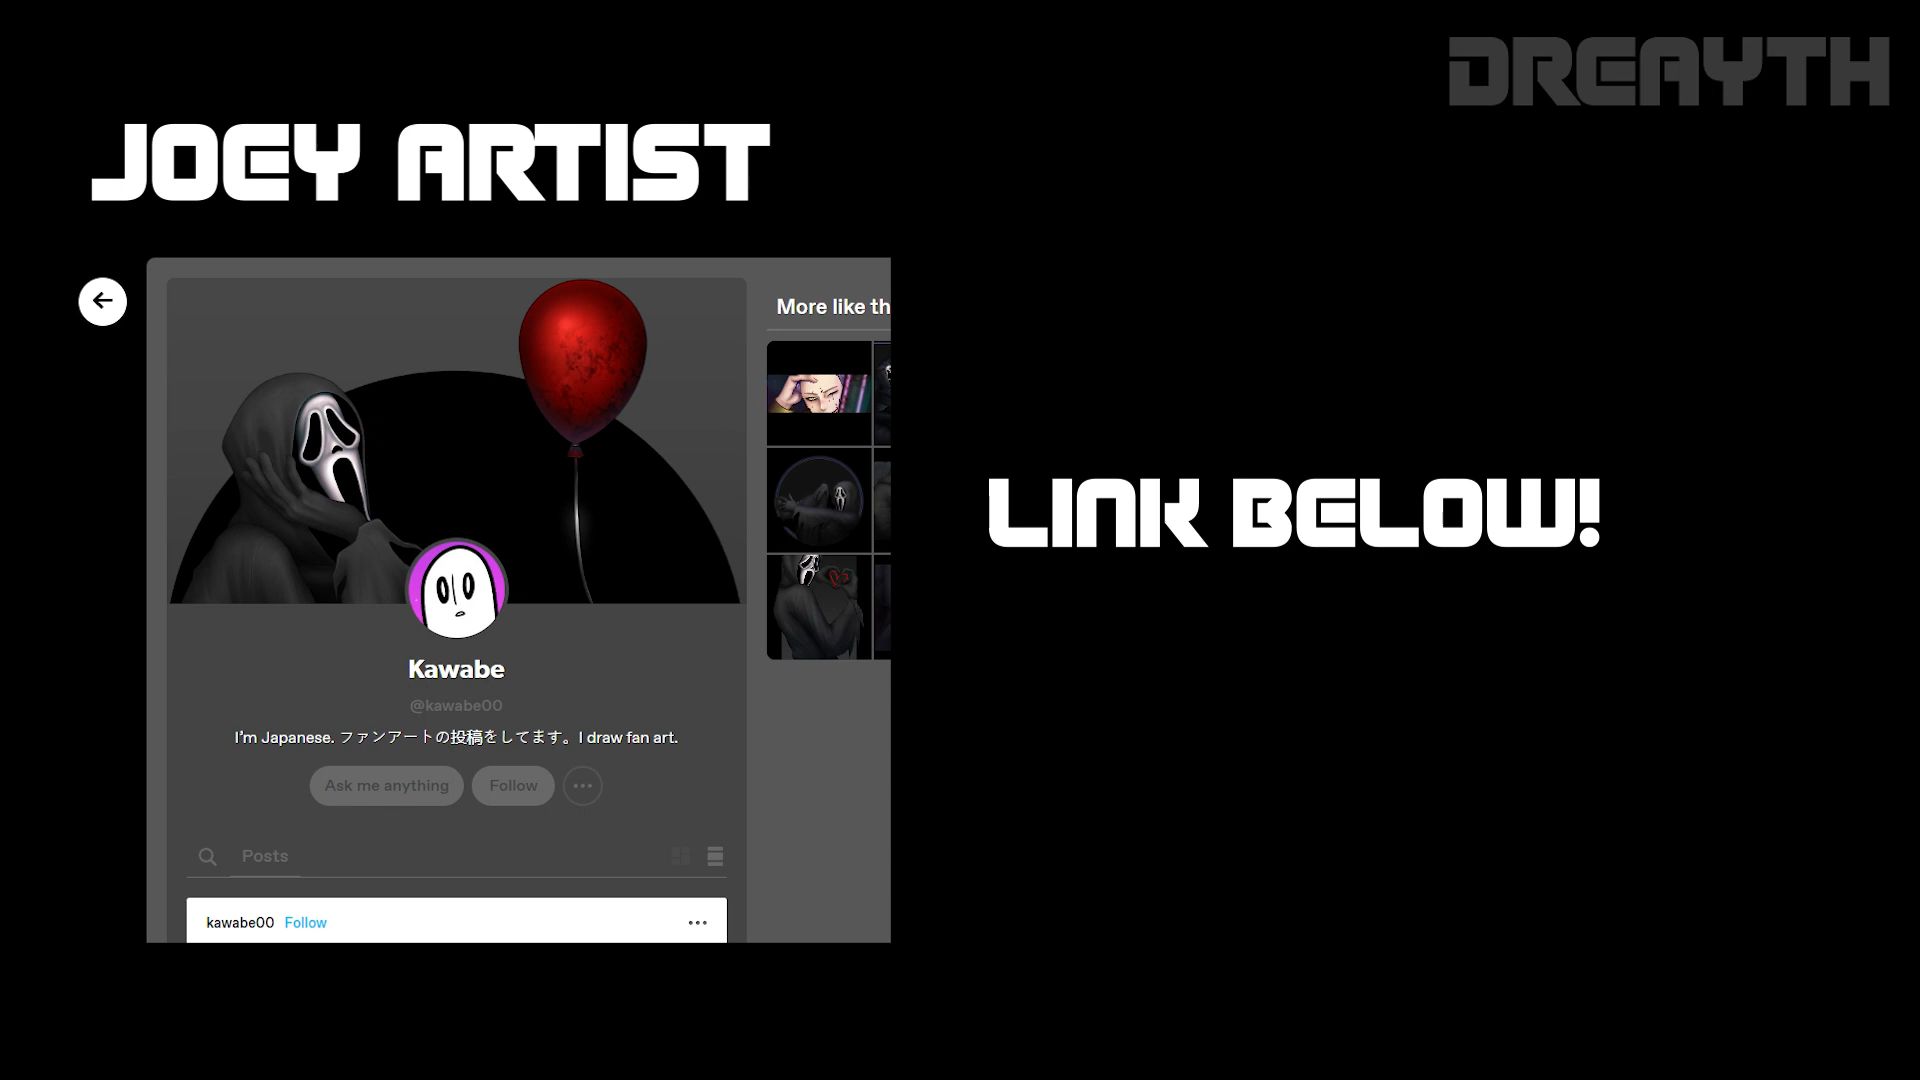 DREAYTH
JOEY ARTIST
More like th
Kawabe
@kawabe00
I'm Japanese. ファンアートの投稿をしてます。I draw fan art.
Ask me anything
Follow
Posts
kawabe00 Follow
LINK BELOW!